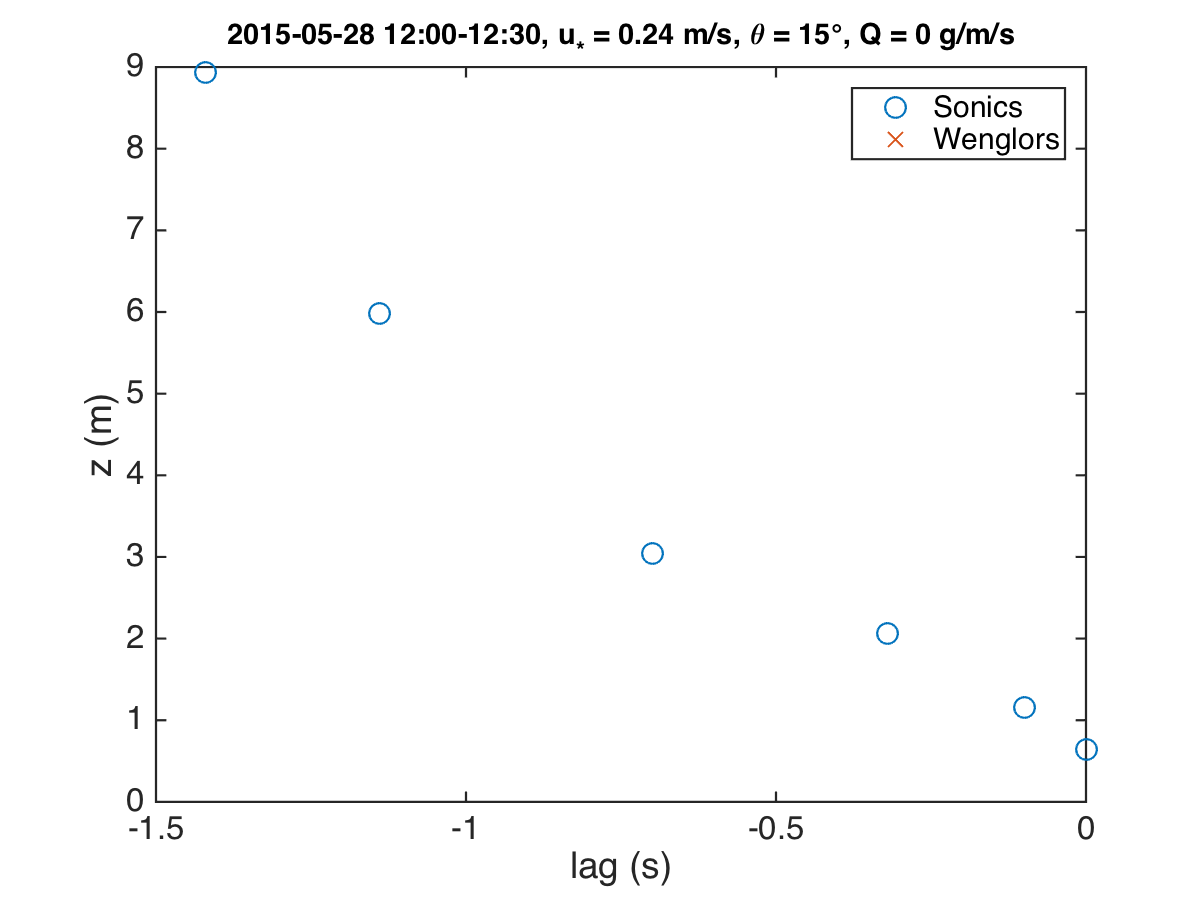 2015-05-28 12:00-12:30, u* = 0.24 m/s, θ = 15°, Q = 0 g/m/s
Sonics
Wenglors
9
8
7
6
5
4
3
2
1
0
z (m)
-1.5 -1 -0.5 0
lag (s)